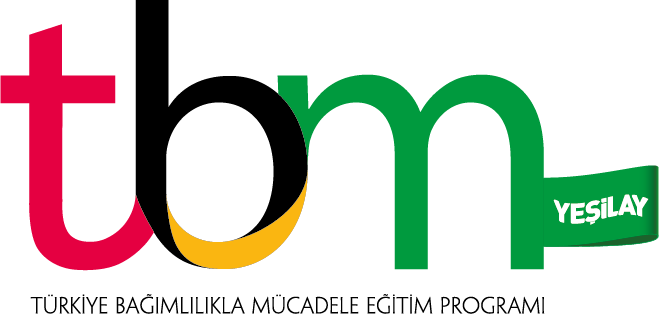 tbm
YEŞİLAY
TÜRKİYE BAĞIMLILIKLA MÜCADELE EĞİTİM PROGRAMI